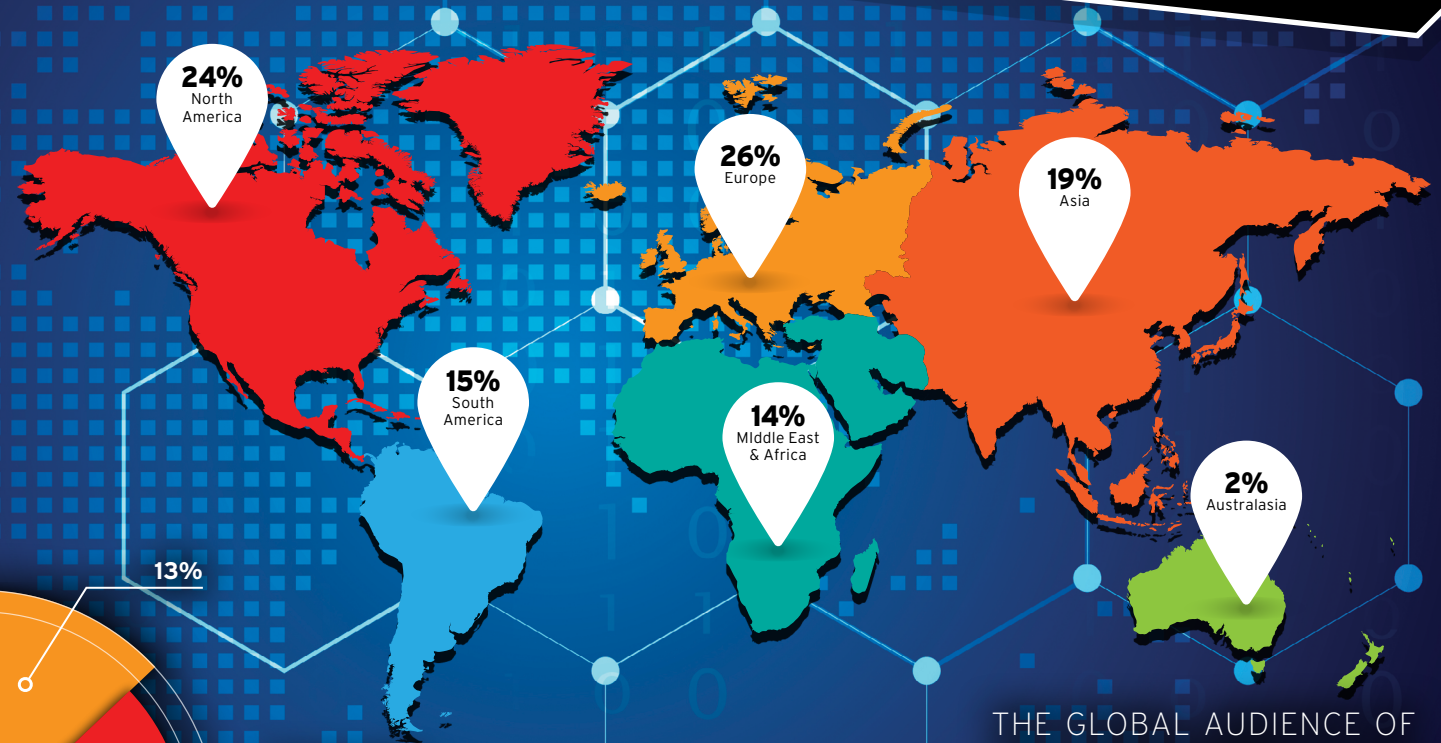 24%
North
America
26%
Europe
19%
Asia
15%
South
America
14%
MIddle East
& Africa
2%
Australasia
13%
THE GLOBAL AUDIENCE OF